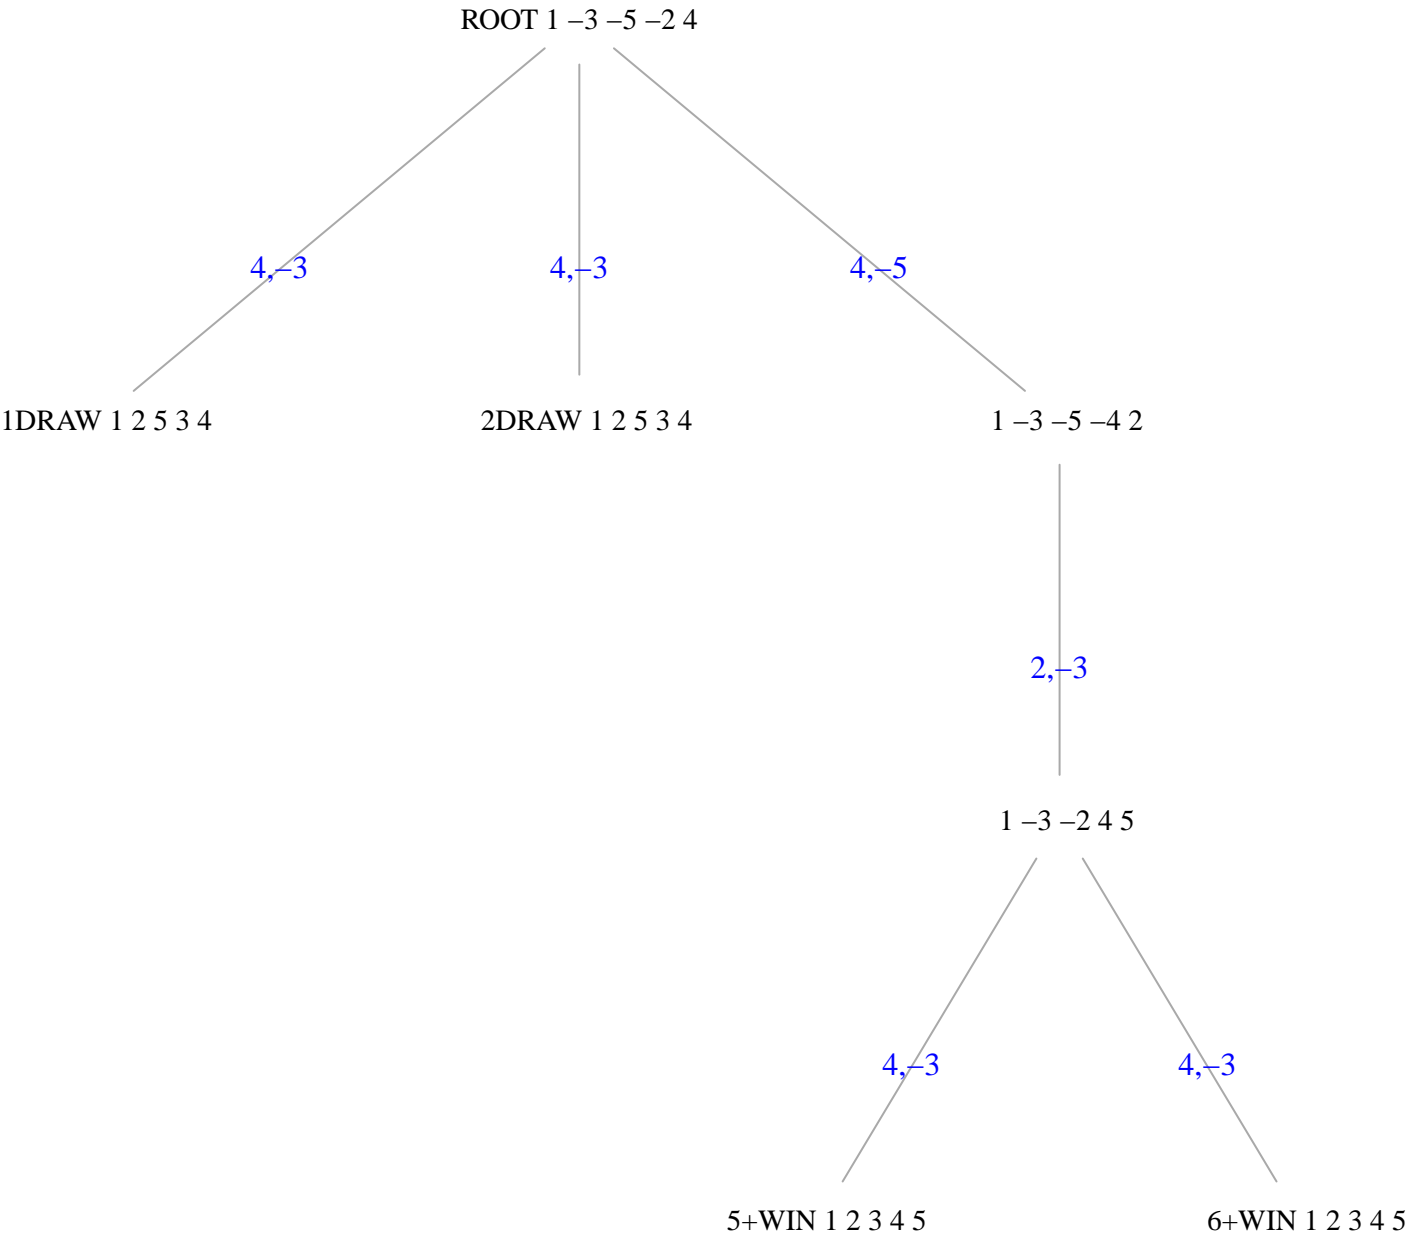 ROOT 1 –3 –5 –2 4
4,–3
4,–3
4,–5
1DRAW 1 2 5 3 4
2DRAW 1 2 5 3 4
1 –3 –5 –4 2
2,–3
1 –3 –2 4 5
4,–3
4,–3
5+WIN 1 2 3 4 5
6+WIN 1 2 3 4 5